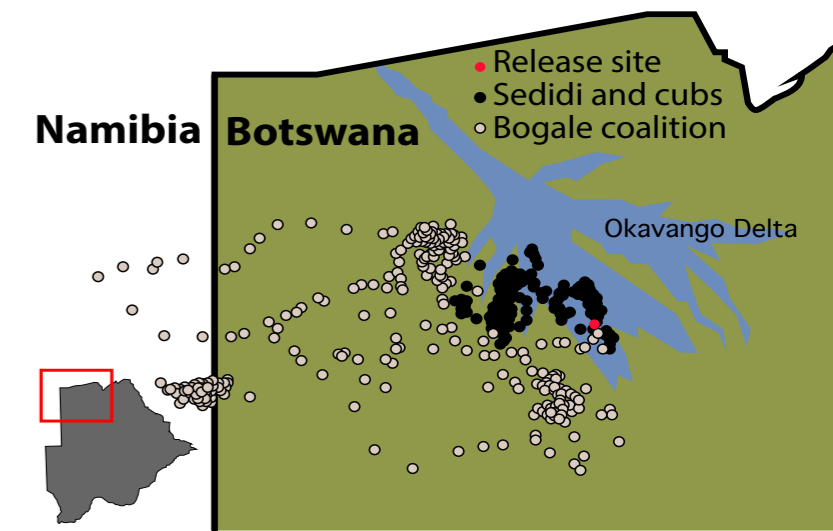 Release site
Sedidi and cubs
Bogale coalition
Namibia Botswana
Okavango Delta